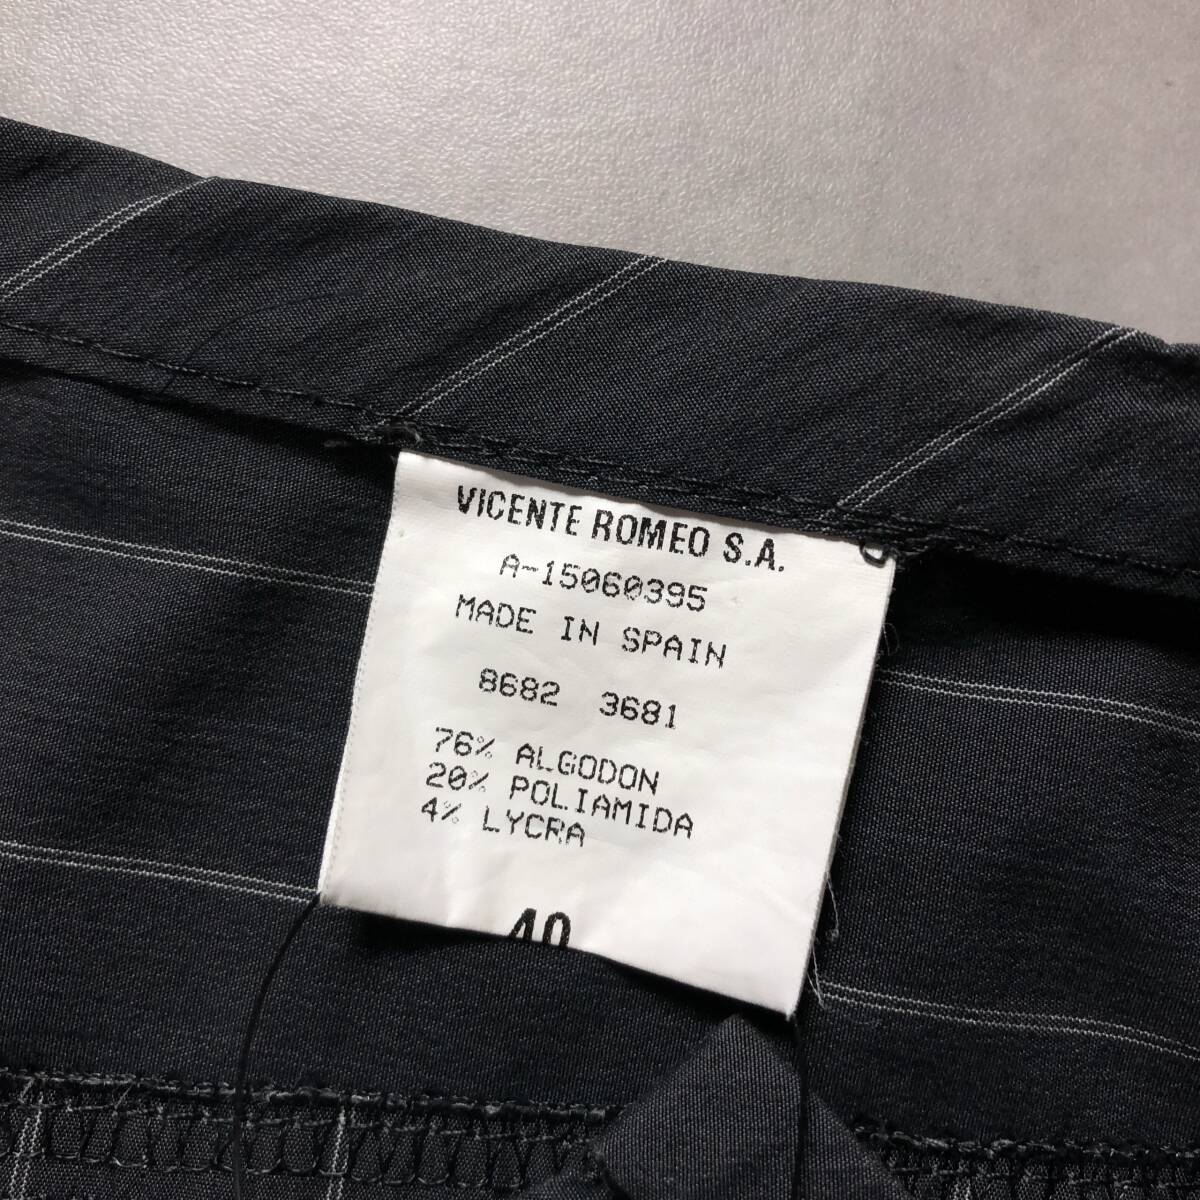 VICENTE ROMEO S.A.
A-15060395
MADE IN SPAIN
8682 3681
76% ALGODON
20% POLIAMIDA
4% LYCRA
40